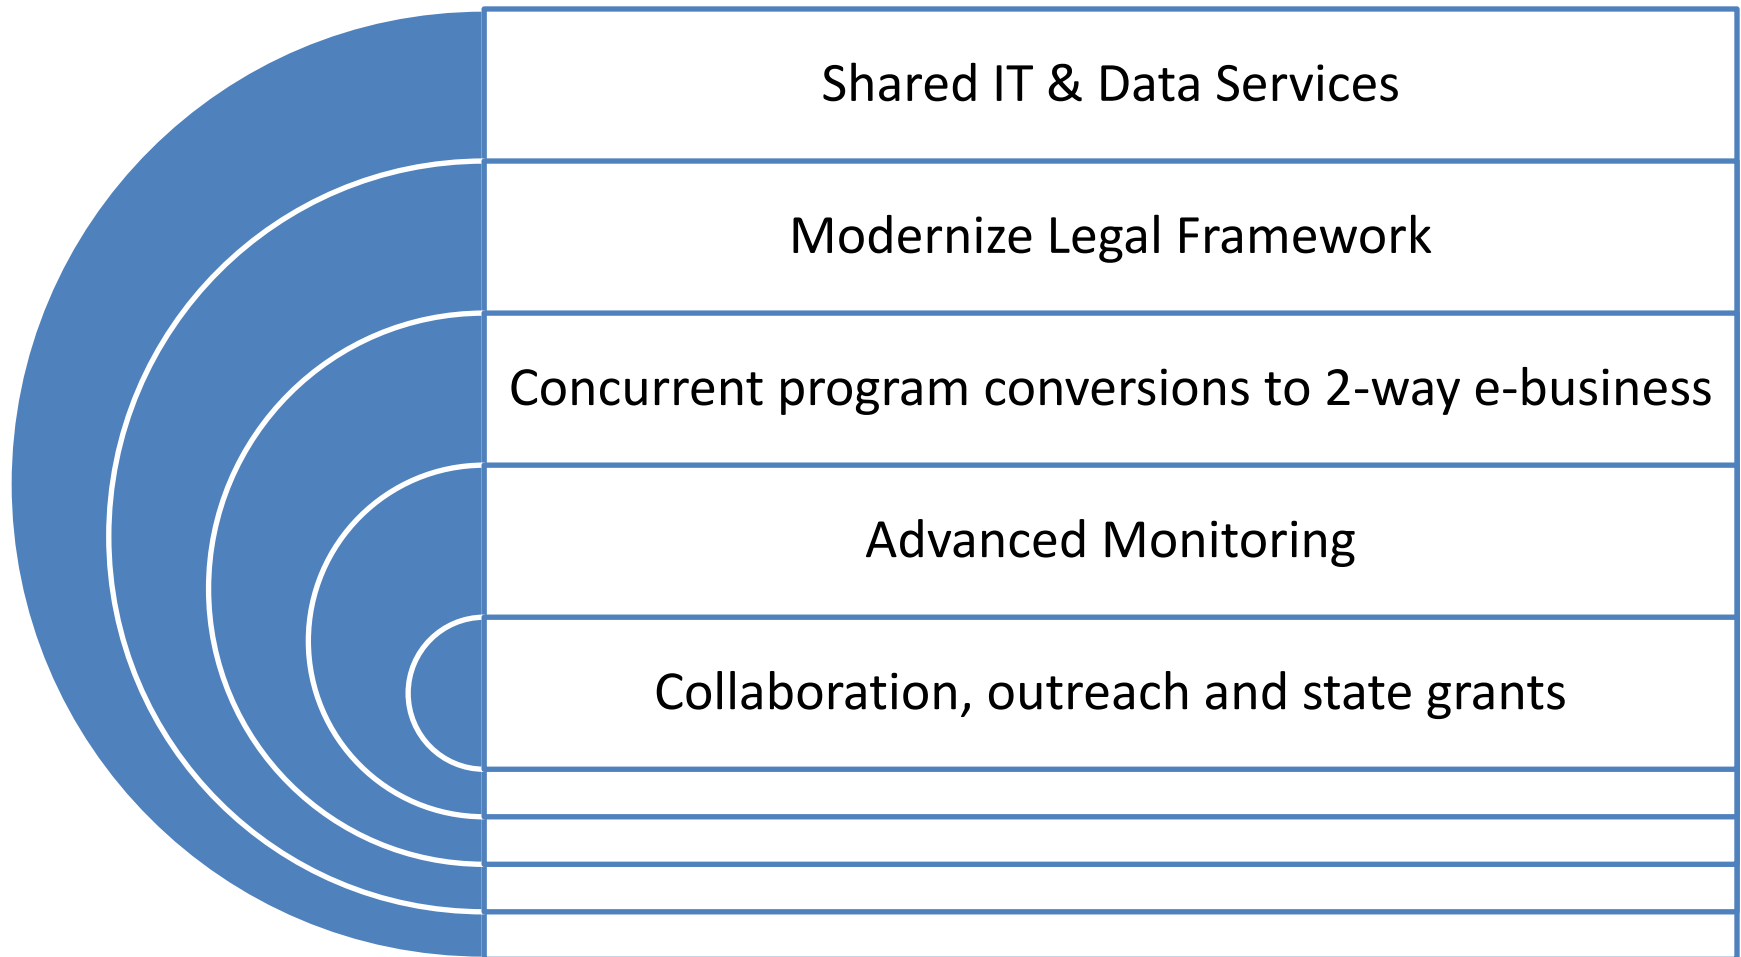 Shared IT & Data Services
Modernize Legal Framework
Concurrent program conversions to 2-way e-business
Advanced Monitoring
Collaboration, outreach and state grants